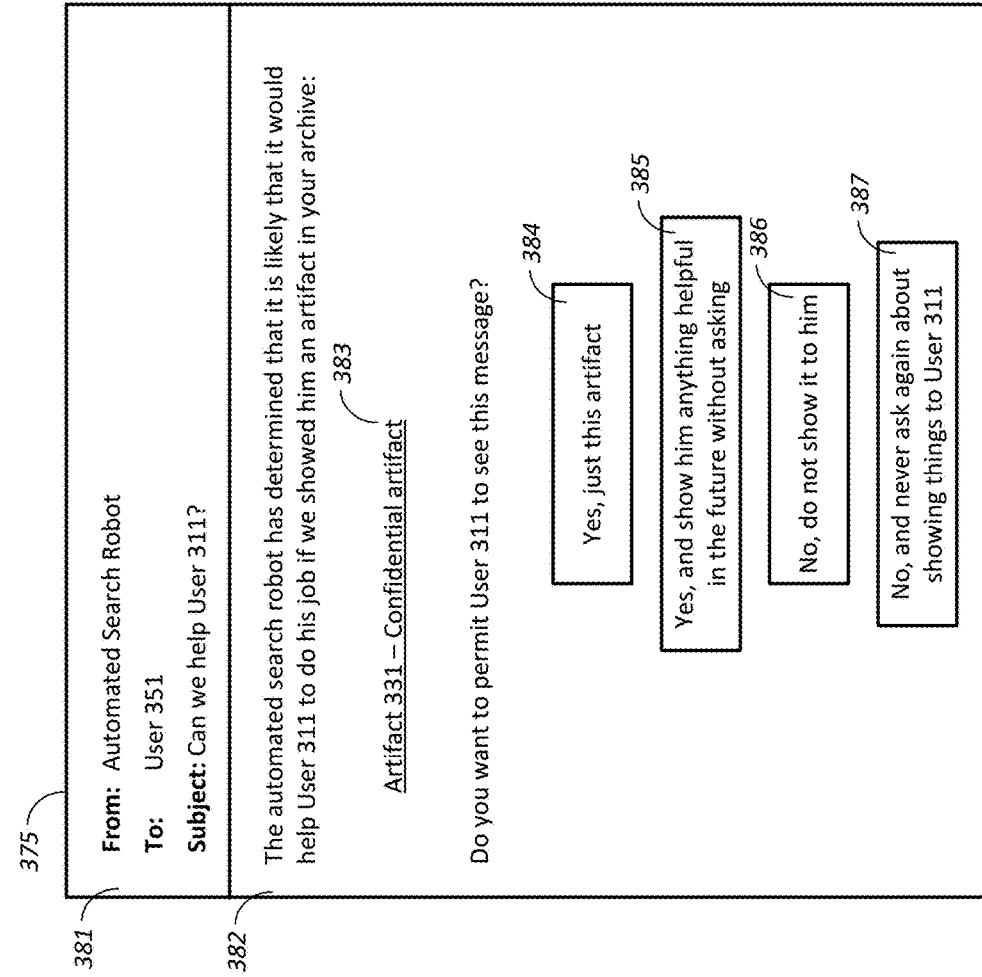 375
381
From: Automated Search Robot
To: User 351
Subject: Can we help User 311?
382
The automated search robot has determined that it is likely that it would
help User 311 to do his job if we showed him an artifact in your archive:
383
Artifact 331 – Confidential artifact
Do you want to permit User 311 to see this message?
384
Yes, just this artifact
385
Yes, and show him anything helpful
in the future without asking
386
No, do not show it to him
387
No, and never ask again about
showing things to User 311